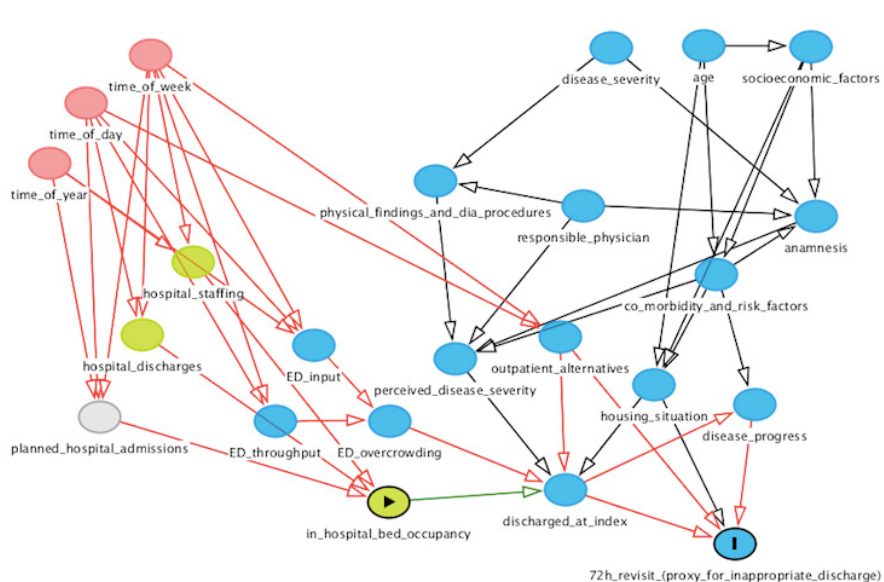 disease_severity
age
socioeconomic_factors
time_of_week
time_of_day
time_of_year
physical_findings_and_dia_procedures
responsible_physician
anamnesis
hospital_staffing
co_morbidity_and_risk_factors
hospital_discharges
ED_input
outpatient_alternatives
perceived_disease_severity
housing_situation
disease_progress
planned_hospital_admissions
ED_throughput
ED_overcrowding
discharged_at_index
in_hospital_bed_occupancy
I
72h_revisit_(proxy_for_inappropriate_discharge)